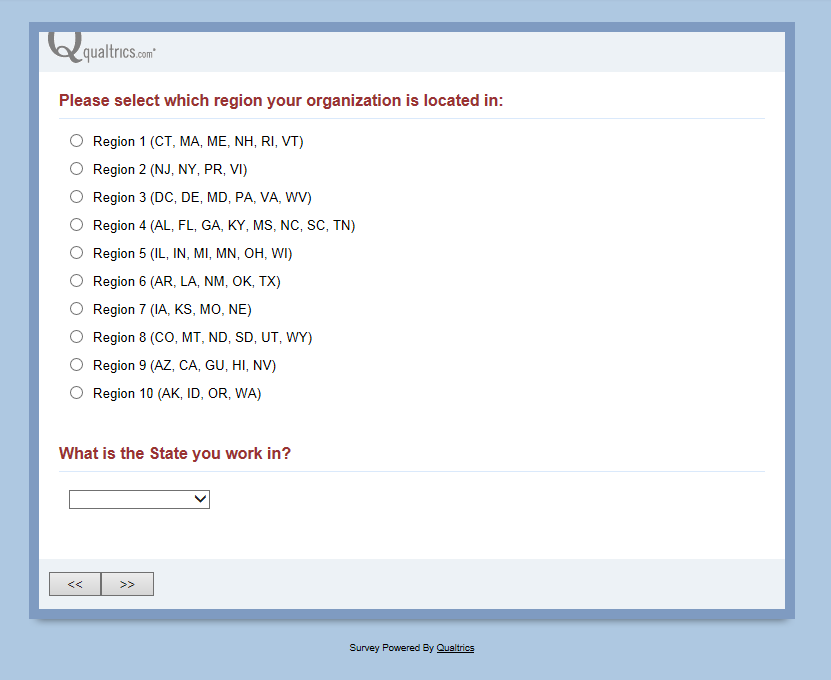 Qualtrics.com
Please select which region your organization is located in:
Region 1 (CT, MA, ME, NH, RI, VT)
Region 2 (NJ, NY, PR, VI)
Region 3 (DC, DE, MD, PA, VA, WV)
Region 4 (AL, FL, GA, KY, MS, NC, SC, TN)
Region 5 (IL, IN, MI, MN, OH, WI)
Region 6 (AR, LA, NM, OK, TX)
Region 7 (IA, KS, MO, NE)
Region 8 (CO, MT, ND, SD, UT, WY)
Region 9 (AZ, CA, GU, HI, NV)
Region 10 (AK, ID, OR, WA)
What is the State you work in?
<< >>
Survey Powered By Qualtrics